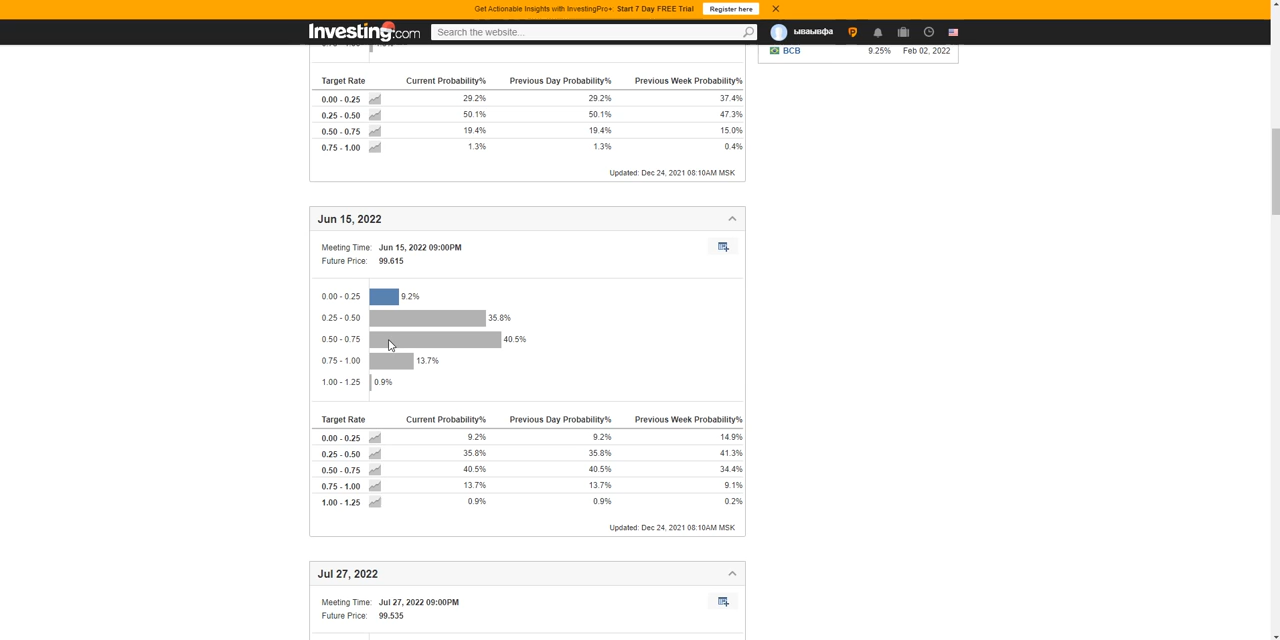 Get Actionable Insights with InvestingPro+: Start 7 Day FREE Trial Register here
Investing.com Search the website... ываывфа
BCB 9.25% Feb 02, 2022
Target Rate Current Probability% Previous Day Probability% Previous Week Probability%
0.00 - 0.25 29.2% 29.2% 37.4%
0.25 - 0.50 50.1% 50.1% 47.3%
0.50 - 0.75 19.4% 19.4% 15.0%
0.75 - 1.00 1.3% 1.3% 0.4%
Updated: Dec 24, 2021 08:10AM MSK
Jun 15, 2022
Meeting Time: Jun 15, 2022 09:00PM
Future Price: 99.615
0.00 - 0.25 9.2%
0.25 - 0.50 35.8%
0.50 - 0.75 40.5%
0.75 - 1.00 13.7%
1.00 - 1.25 0.9%
Target Rate Current Probability% Previous Day Probability% Previous Week Probability%
0.00 - 0.25 9.2% 9.2% 14.9%
0.25 - 0.50 35.8% 35.8% 41.3%
0.50 - 0.75 40.5% 40.5% 34.4%
0.75 - 1.00 13.7% 13.7% 9.1%
1.00 - 1.25 0.9% 0.9% 0.2%
Updated: Dec 24, 2021 08:10AM MSK
Jul 27, 2022
Meeting Time: Jul 27, 2022 09:00PM
Future Price: 99.535